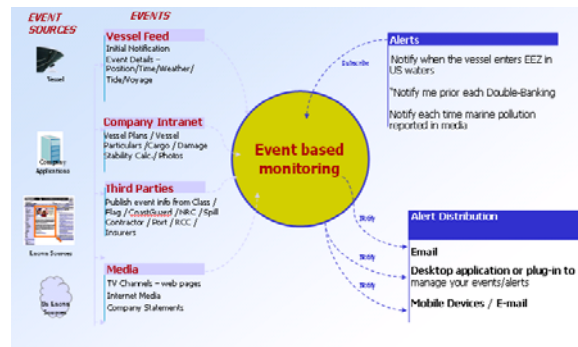 EVENT
SOURCES
EVENTS
Vessel
Company
Applications
Known Sources
Un Known
Sources
Vessel Feed
Initial Notification
Event Details –
Position/Time/Weather/
Tide/Voyage
Company Intranet
Vessel Plans / Vessel
Particulars /Cargo / Damage
Stability Calc./ Photos
Third Parties
Publish event info from Class /
Flag / CoastGuard / NRC / Spill
Contractor / Port / RCC /
Insurers
Media
TV Channels – web pages
Internet Media
Company Statements
Event based
monitoring
Subscribe
Alerts
Notify when the vessel enters EEZ in
US waters
"Notify me prior each Double-Banking
Notify each time marine pollution
reported in media
Notify
Notify
Notify
Alert Distribution
Email
Desktop application or plug-in to
manage your events/alerts
Mobile Devices / E-mail